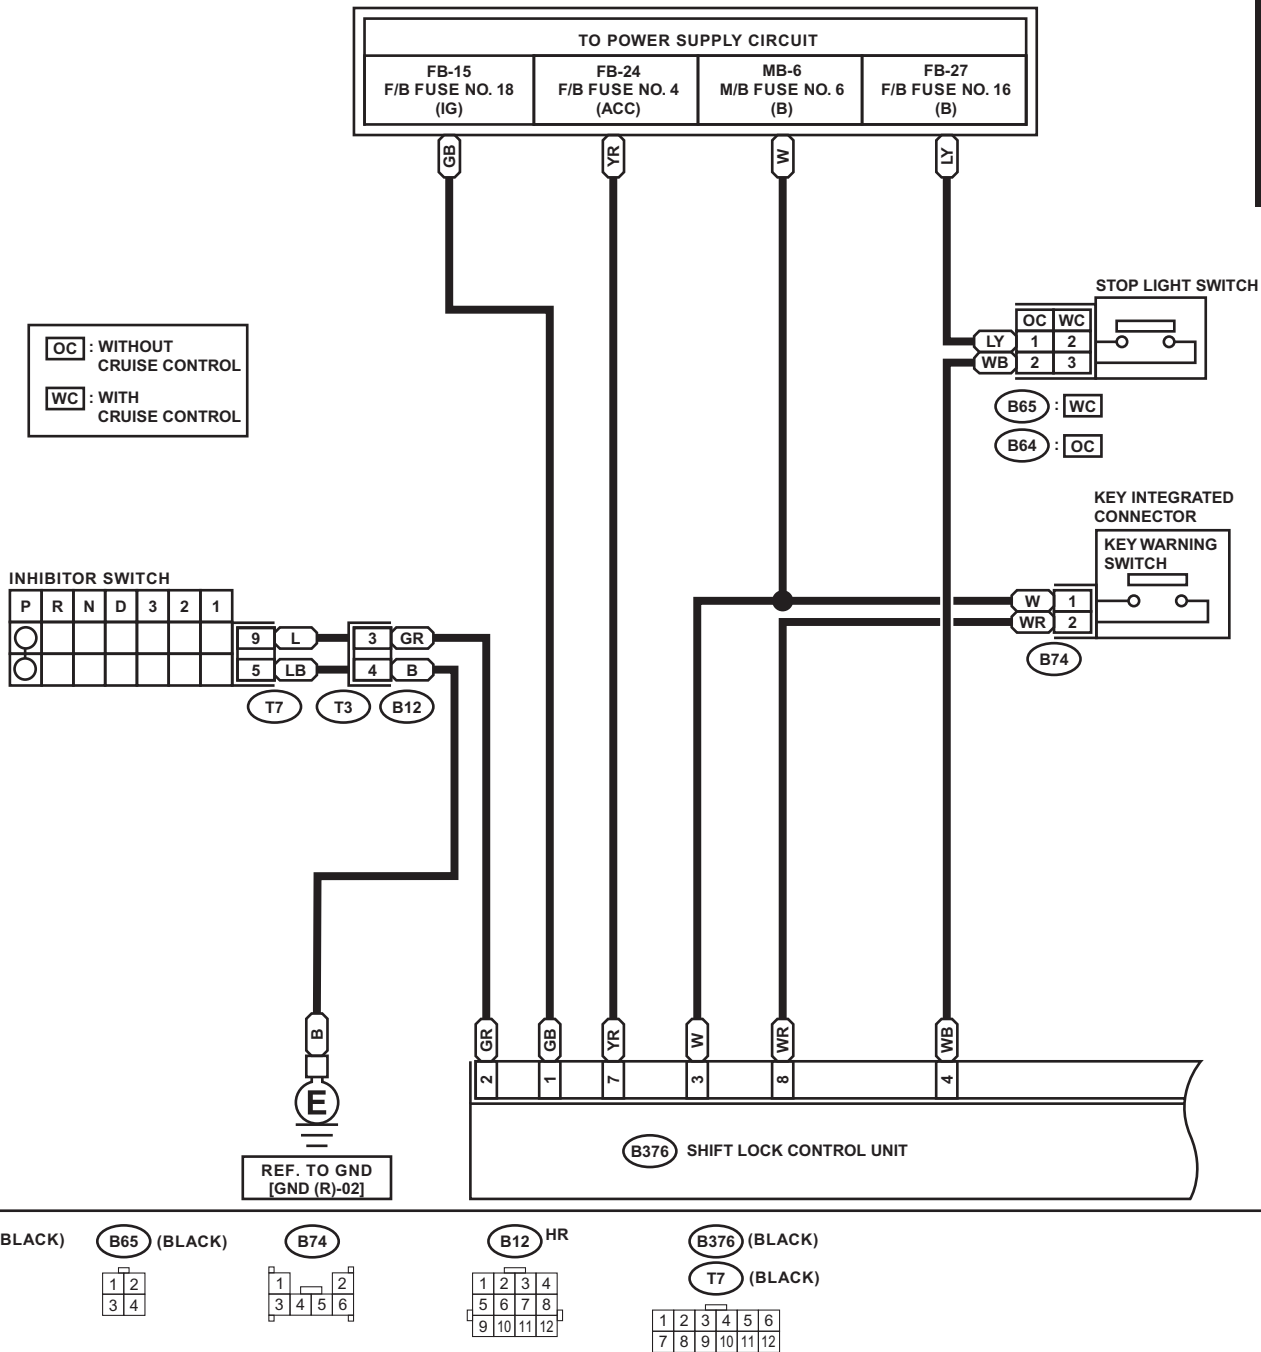 TO POWER SUPPLY CIRCUIT
FB-15
F/B FUSE NO. 18
(IG)
FB-24
F/B FUSE NO. 4
(ACC)
MB-6
M/B FUSE NO. 6
(B)
FB-27
F/B FUSE NO. 16
(B)
GB
YR
W
LY
STOP LIGHT SWITCH
OC WC
LY 1 2
WB 2 3
B65 : WC
B64 : OC
OC : WITHOUT
CRUISE CONTROL
WC : WITH
CRUISE CONTROL
KEY INTEGRATED
CONNECTOR
KEY WARNING
SWITCH
W 1
WR 2
B74
INHIBITOR SWITCH
P R N D 3 2 1
9 L 3 GR
5 LB 4 B
T7 T3 B12
B
E
REF. TO GND
[GND (R)-02]
GR GB YR W WR WB
2 1 7 3 8 4
B376 SHIFT LOCK CONTROL UNIT
BLACK)
B65 (BLACK)
1 2
3 4
B74
1 2
3 4 5 6
B12 HR
1 2 3 4
5 6 7 8
9 10 11 12
B376 (BLACK)
T7 (BLACK)
1 2 3 4 5 6
7 8 9 10 11 12